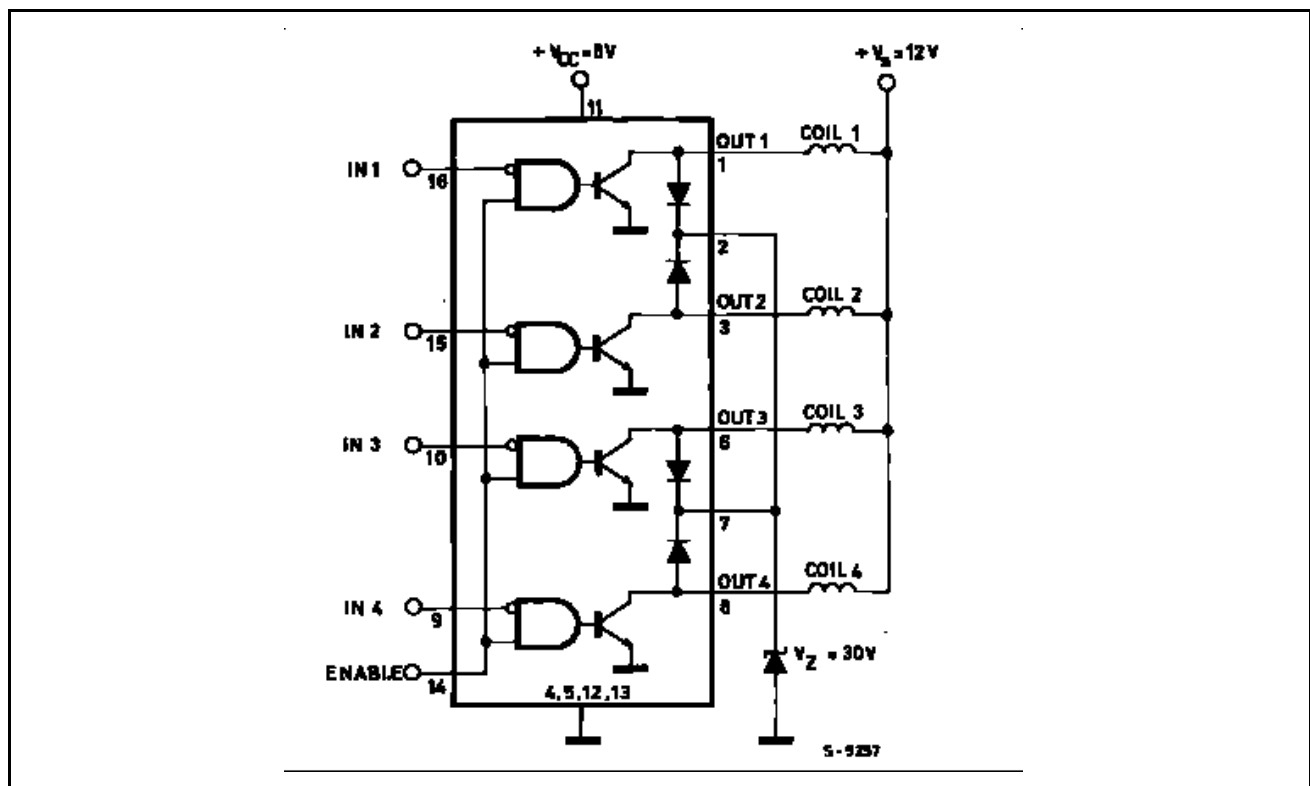 + Vcc = 8V
+ Vs = 12V
11
OUT 1
COIL 1
1
IN 1
16
2
OUT 2
COIL 2
3
IN 2
15
OUT 3
COIL 3
6
IN 3
10
7
OUT 4
COIL 4
8
IN 4
9
VZ = 30V
ENABLE
14
4, 5, 12, 13
S-9257